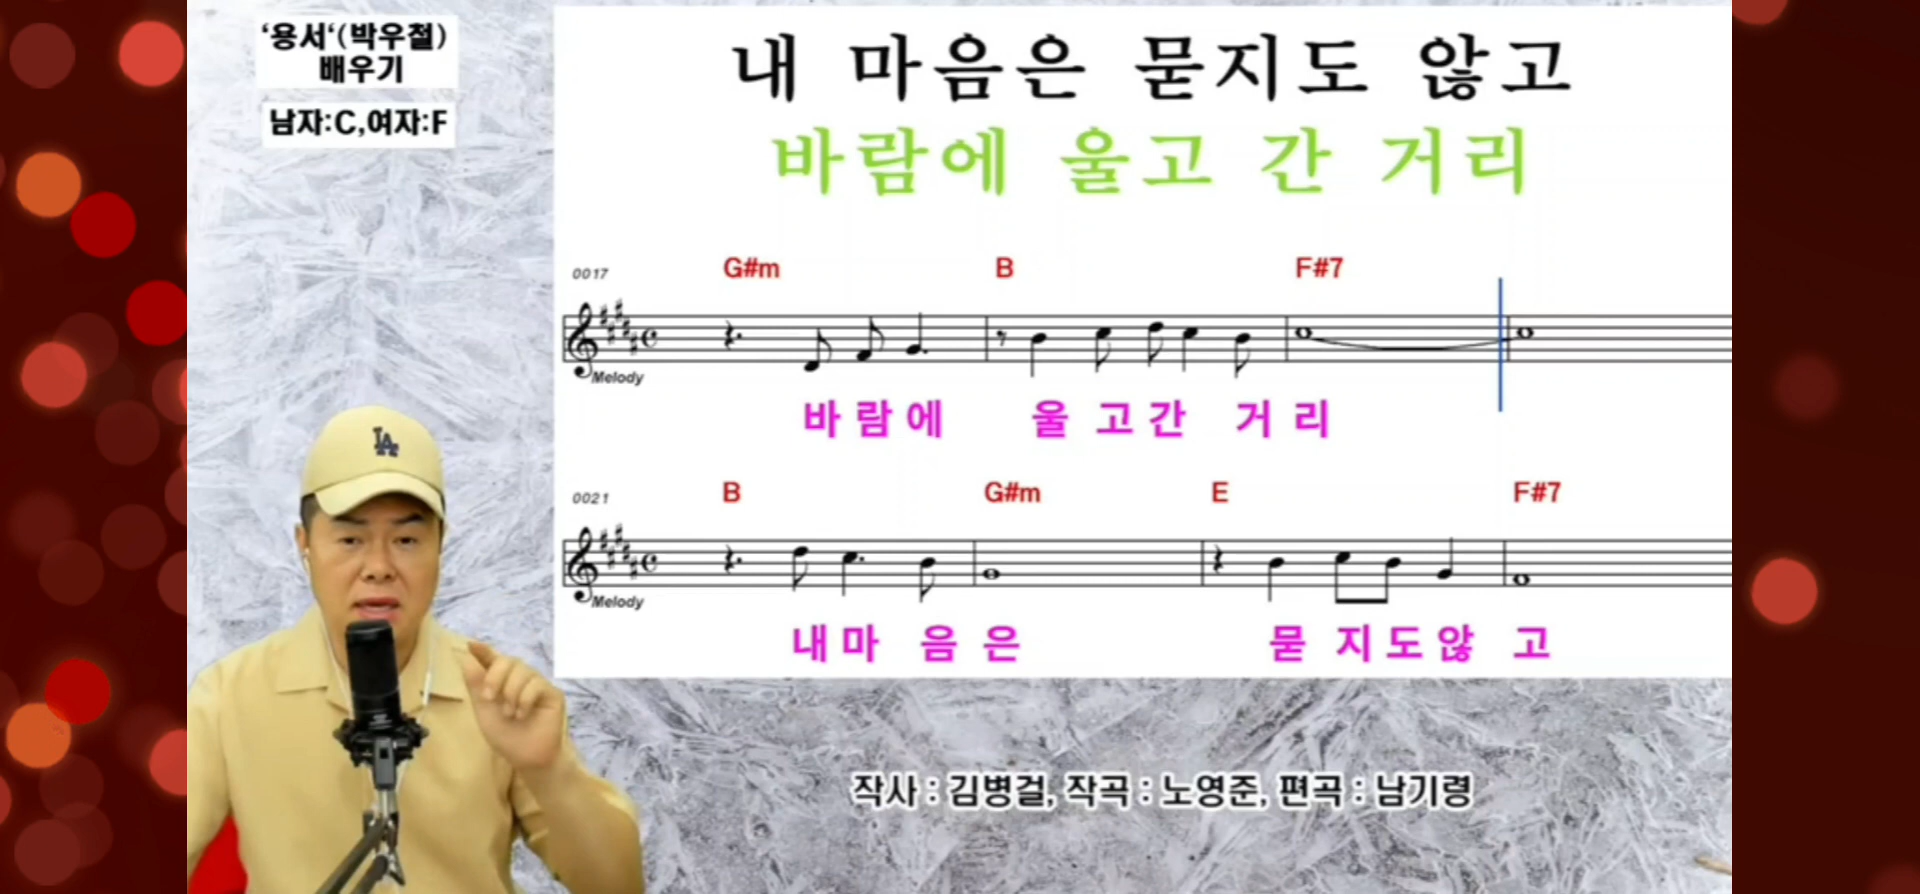 ‘용서‘(박우철)
배우기
남자:C,여자:F
내 마음은 묻지도 않고
바람에 울고 간 거리
0017 G#m B F#7
Melody
바 람 에 울 고 간 거 리
0021 B G#m E F#7
Melody
내 마 음 은 묻 지 도 않 고
LA
작사 : 김병걸, 작곡 : 노영준, 편곡 : 남기령